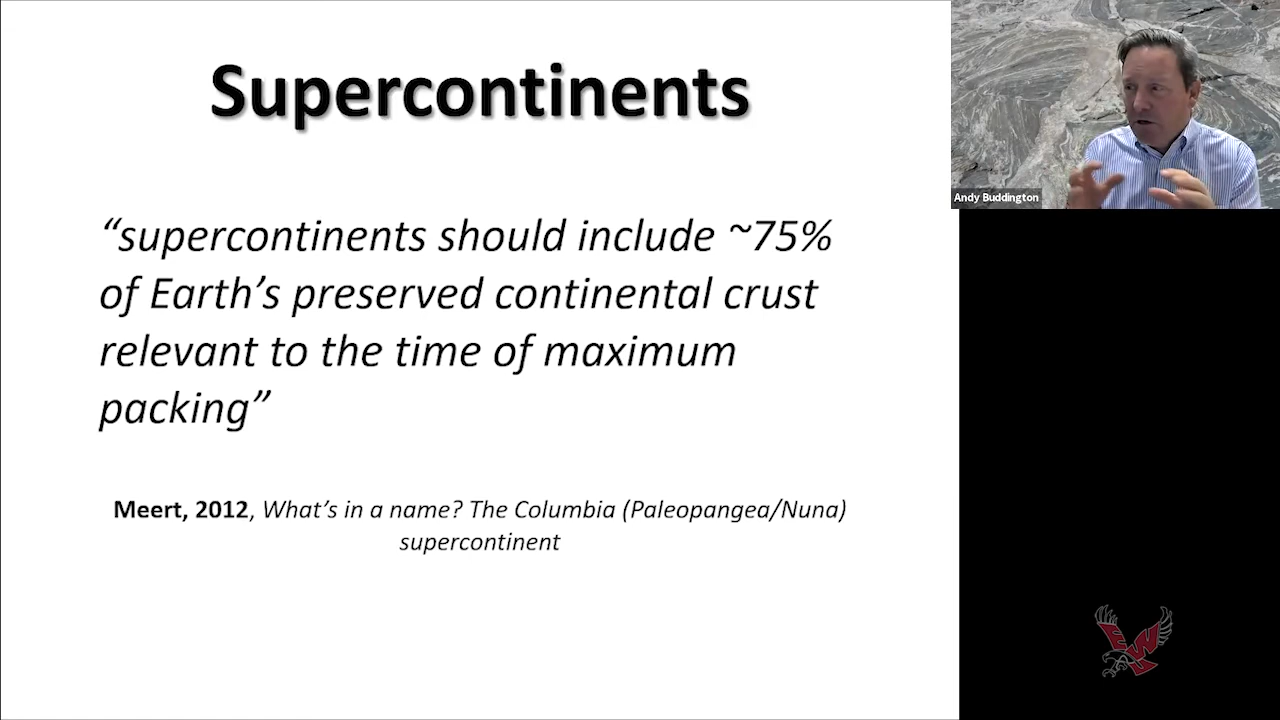 Supercontinents
“supercontinents should include ~75%
of Earth’s preserved continental crust
relevant to the time of maximum
packing”
Meert, 2012, What’s in a name? The Columbia (Paleopangea/Nuna)
supercontinent
Andy Buddington
EWU